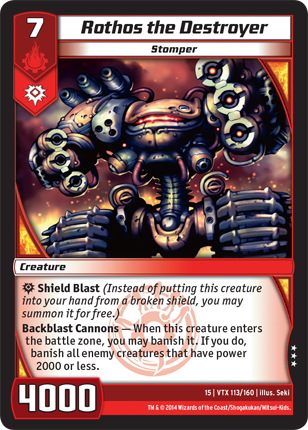 7
Rothos the Destroyer
Stomper
Creature
Shield Blast (Instead of putting this creature
into your hand from a broken shield, you may
summon it for free.)
Backblast Cannons — When this creature enters
the battle zone, you may banish it. If you do,
banish all enemy creatures that have power
2000 or less.
4000
15 | VTX 113/160 | illus. Seki
TM & © 2014 Wizards of the Coast/Shogakukan/Mitsui-Kids.